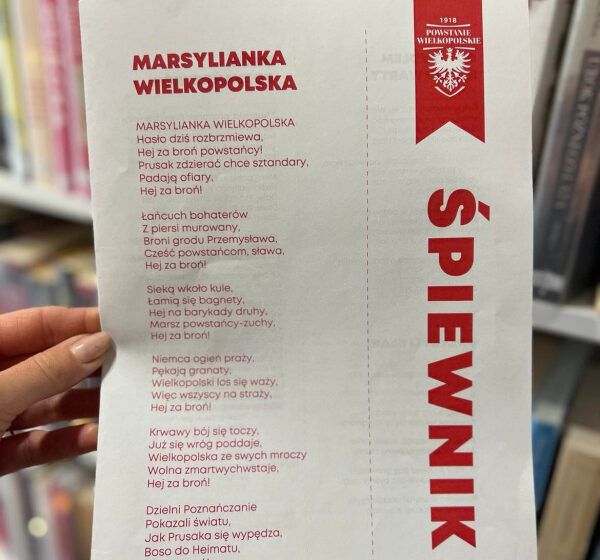 MARSYLIANKA
WIELKOPOLSKA
MARSYLIANKA WIELKOPOLSKA
Hasło dziś rozbrzmiewa,
Hej za broń powstańcy!
Prusak zdzierać chce sztandary,
Padają ofiary,
Hej za broń!
Łańcuch bohaterów
Z piersi murowany,
Broni grodu Przemysława,
Cześć powstańcom, sława,
Hej za broń!
Sieką wkoło kule,
Łamią się bagnety,
Hej na barykady druhy,
Marsz powstańcy-zuchy,
Hej za broń!
Niemca ogień praży,
Pękają granaty,
Wielkopolski los się waży,
Więc wszyscy na straży,
Hej za broń!
Krwawy bój się toczy,
Już się wróg poddaje,
Wielkopolska ze swych mroczy
Wolna zmartwychwstaje,
Hej za broń!
Dzielni Poznańczanie
Pokazali światu,
Jak Prusaka się wypędza,
Boso do Heimatu,
1918
POWSTANIE
WIELKOPOLSKIE
ŚPIEWNIK